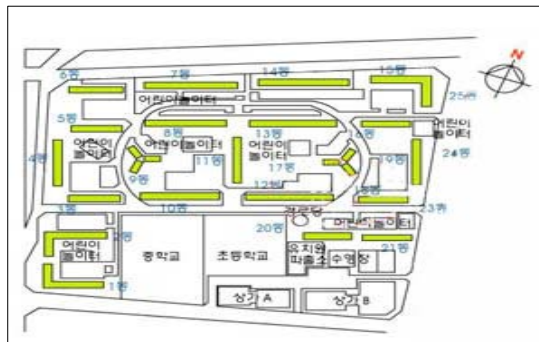 N
6동
7동
14동
15동
25동
어린이놀이터
5동
8동
13동
16동
어린이
놀이터
어린이
놀이터
어린이놀이터
어린이
놀이터
4동
11동
17동
19동
24동
9동
12동
18동
3동
10동
경로당
23동
2동
어린이
놀이터
20동
어린이놀이터
중학교
초등학교
유치원
파출소
수영장
21동
1동
상가 A
상가 B